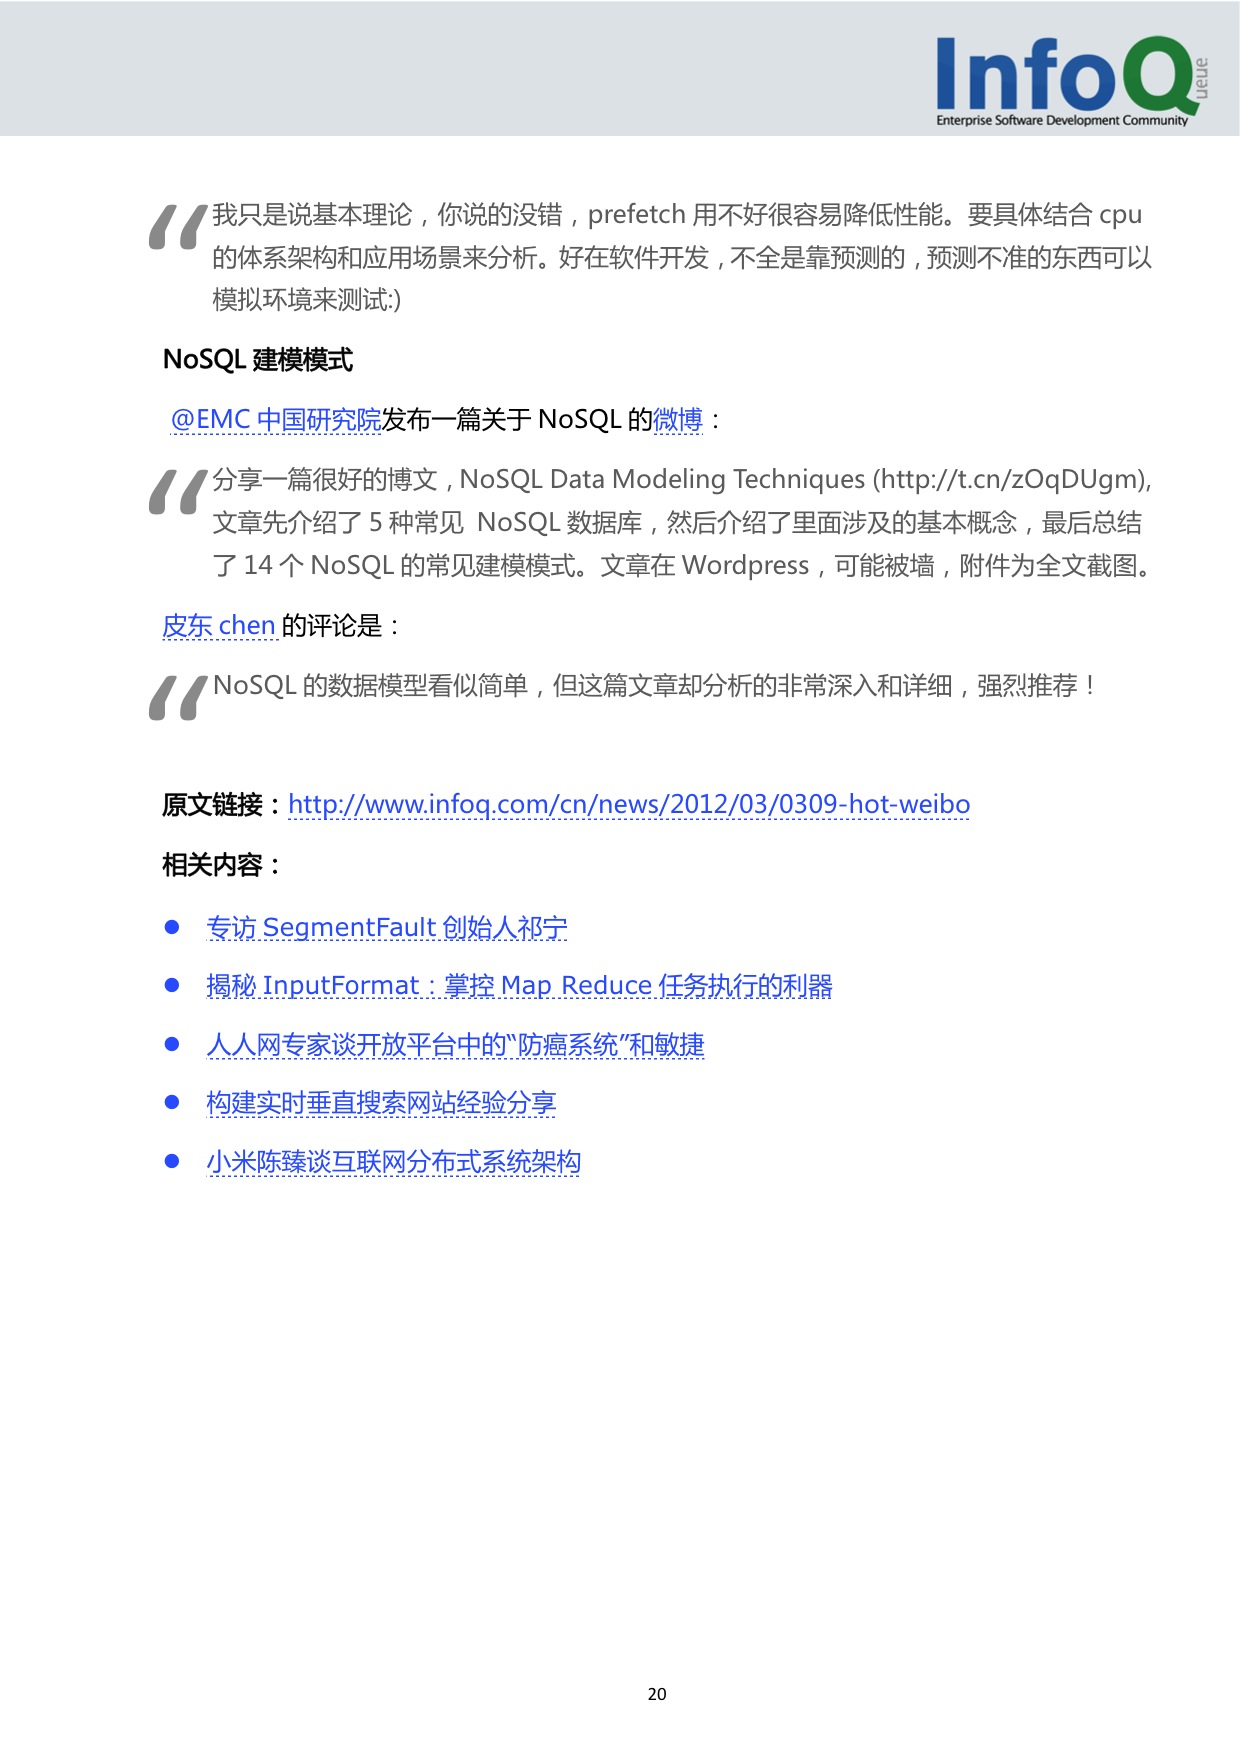 InfoQueue
Enterprise Software Development Community
“我只是说基本理论，你说的没错，prefetch 用不好很容易降低性能。要具体结合 cpu
的体系架构和应用场景来分析。好在软件开发，不全是靠预测的，预测不准的东西可以
模拟环境来测试:)
NoSQL 建模模式
@EMC 中国研究院发布一篇关于 NoSQL 的微博：
“分享一篇很好的博文，NoSQL Data Modeling Techniques (http://t.cn/zOqDUgm),
文章先介绍了 5 种常见 NoSQL 数据库，然后介绍了里面涉及的基本概念，最后总结
了 14 个 NoSQL 的常见建模模式。文章在 Wordpress，可能被墙，附件为全文截图。
皮东 chen 的评论是：
“NoSQL 的数据模型看似简单，但这篇文章却分析的非常深入和详细，强烈推荐！
原文链接：http://www.infoq.com/cn/news/2012/03/0309-hot-weibo
相关内容：
● 专访 SegmentFault 创始人祁宁
● 揭秘 InputFormat：掌控 Map Reduce 任务执行的利器
● 人人网专家谈开放平台中的“防癌系统”和敏捷
● 构建实时垂直搜索网站经验分享
● 小米陈臻谈互联网分布式系统架构
20